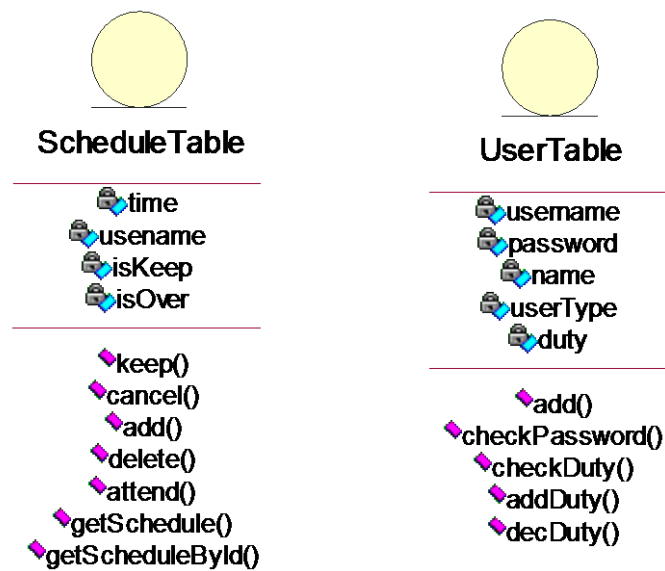 ScheduleTable
time
usename
isKeep
isOver
keep()
cancel()
add()
delete()
attend()
getSchedule()
getScheduleById()
UserTable
username
password
name
userType
duty
add()
checkPassword()
checkDuty()
addDuty()
decDuty()